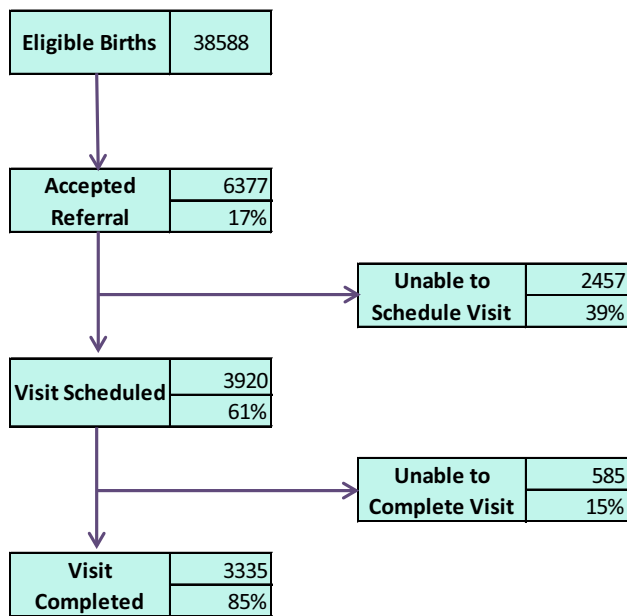 Eligible Births 38588
Accepted Referral 6377
17%
Unable to Schedule Visit 2457
39%
Visit Scheduled 3920
61%
Unable to Complete Visit 585
15%
Visit Completed 3335
85%